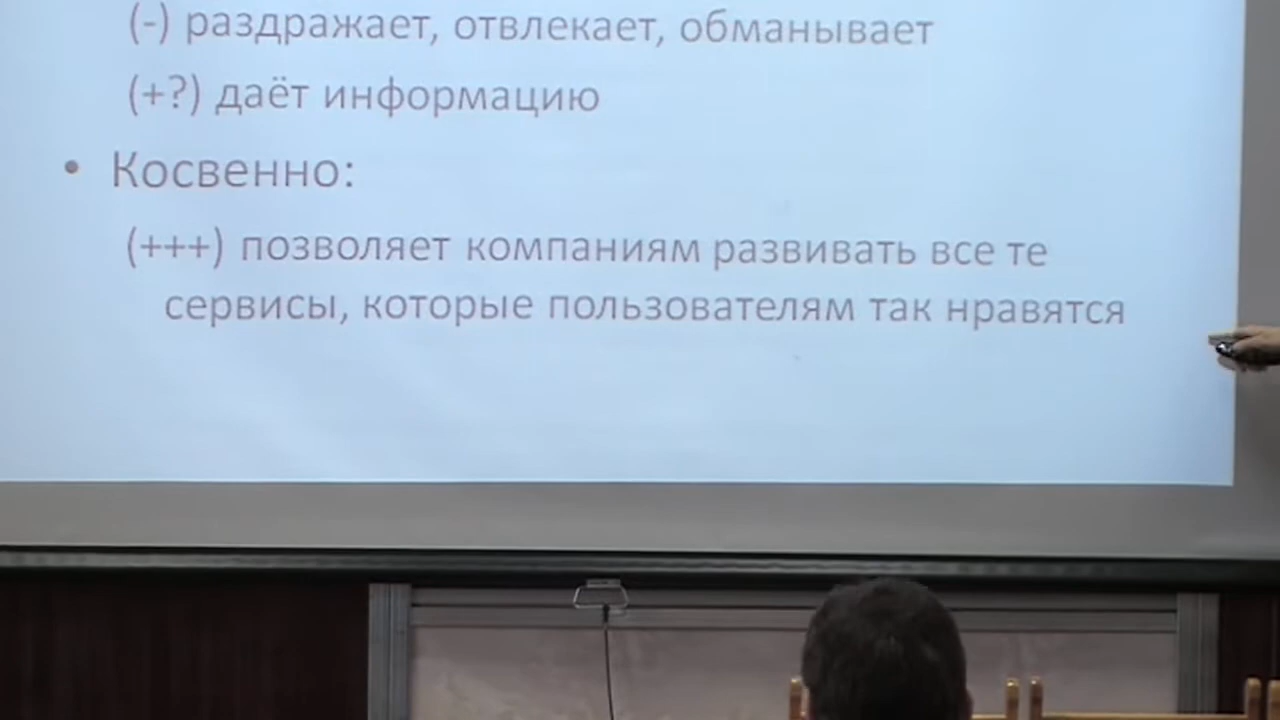 (-) раздражает, отвлекает, обманывает
(+?) даёт информацию
• Косвенно:
(+++) позволяет компаниям развивать все те
сервисы, которые пользователям так нравятся